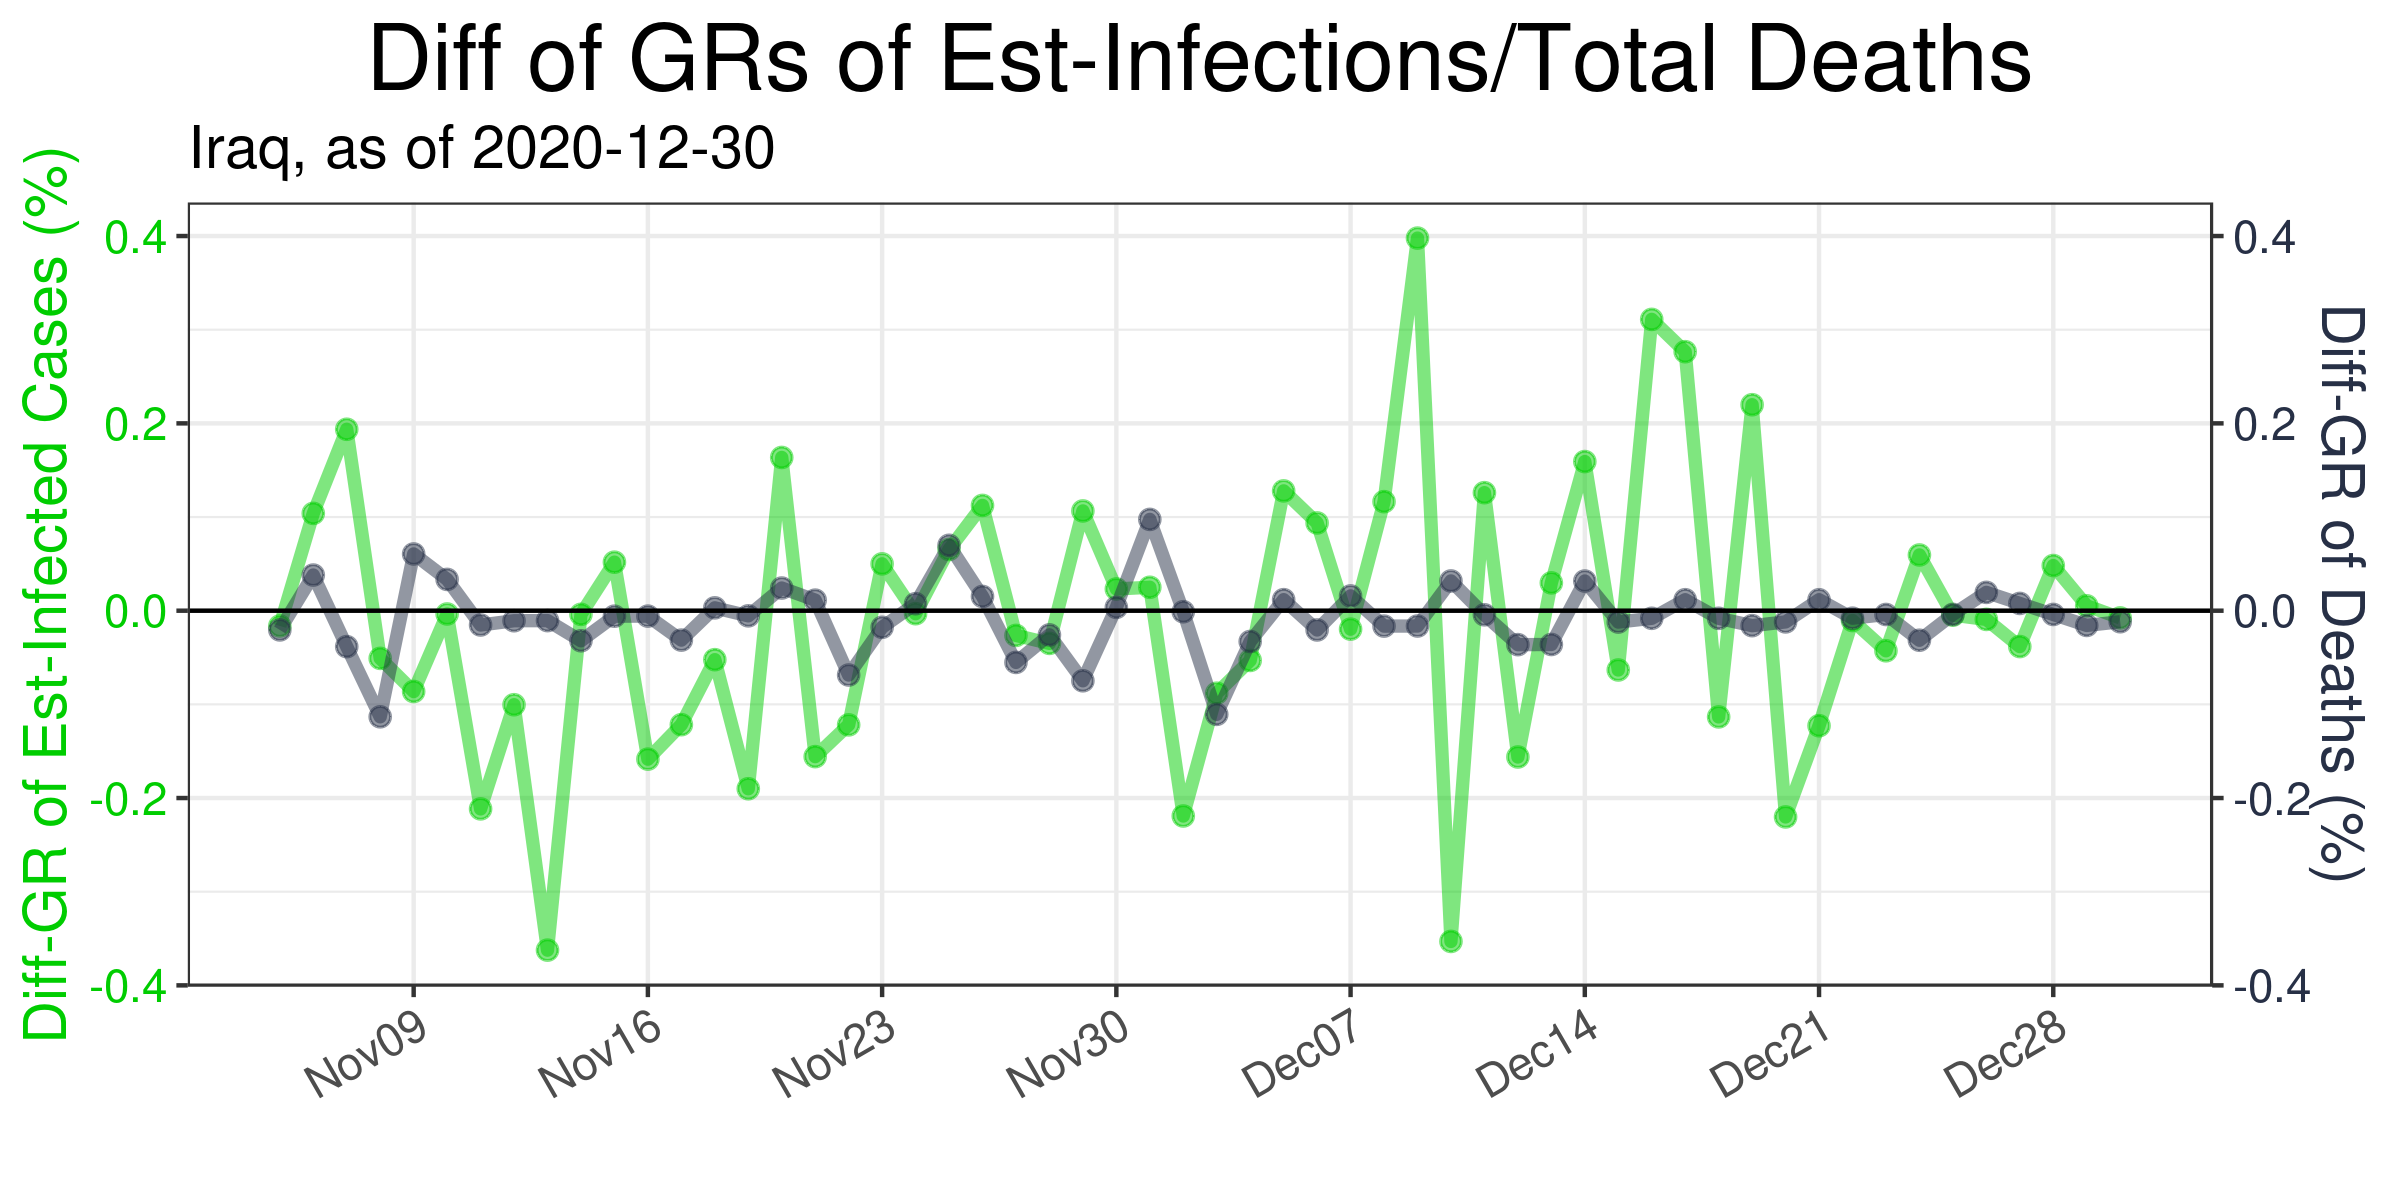 Diff of GRs of Est-Infections/Total Deaths
Iraq, as of 2020-12-30
Diff-GR of Est-Infected Cases (%)
0.4
0.2
0.0
-0.2
-0.4
0.4
0.2
0.0
-0.2
-0.4
Diff-GR of Deaths (%)
Nov09
Nov16
Nov23
Nov30
Dec07
Dec14
Dec21
Dec28